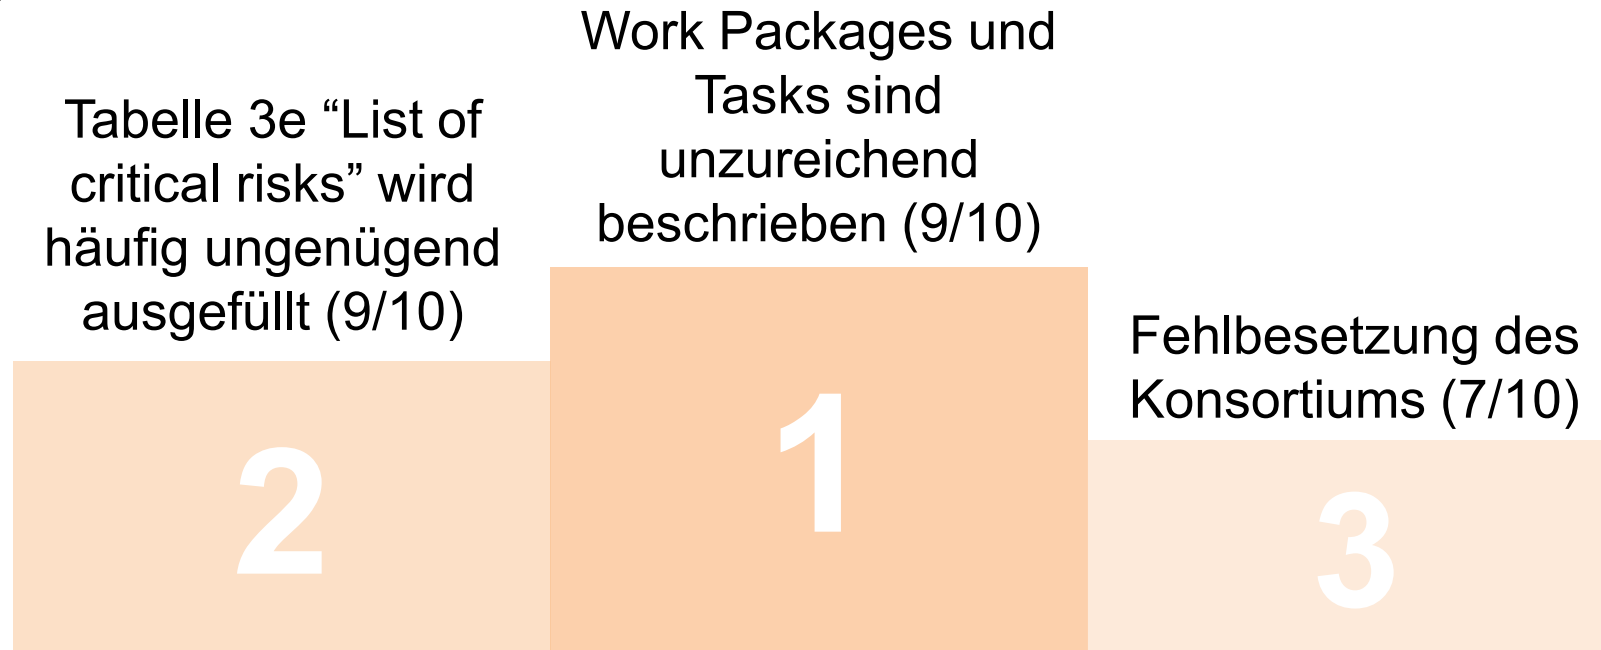 Tabelle 3e “List of
critical risks” wird
häufig ungenügend
ausgefüllt (9/10)
2
Work Packages und
Tasks sind
unzureichend
beschrieben (9/10)
1
Fehlbesetzung des
Konsortiums (7/10)
3